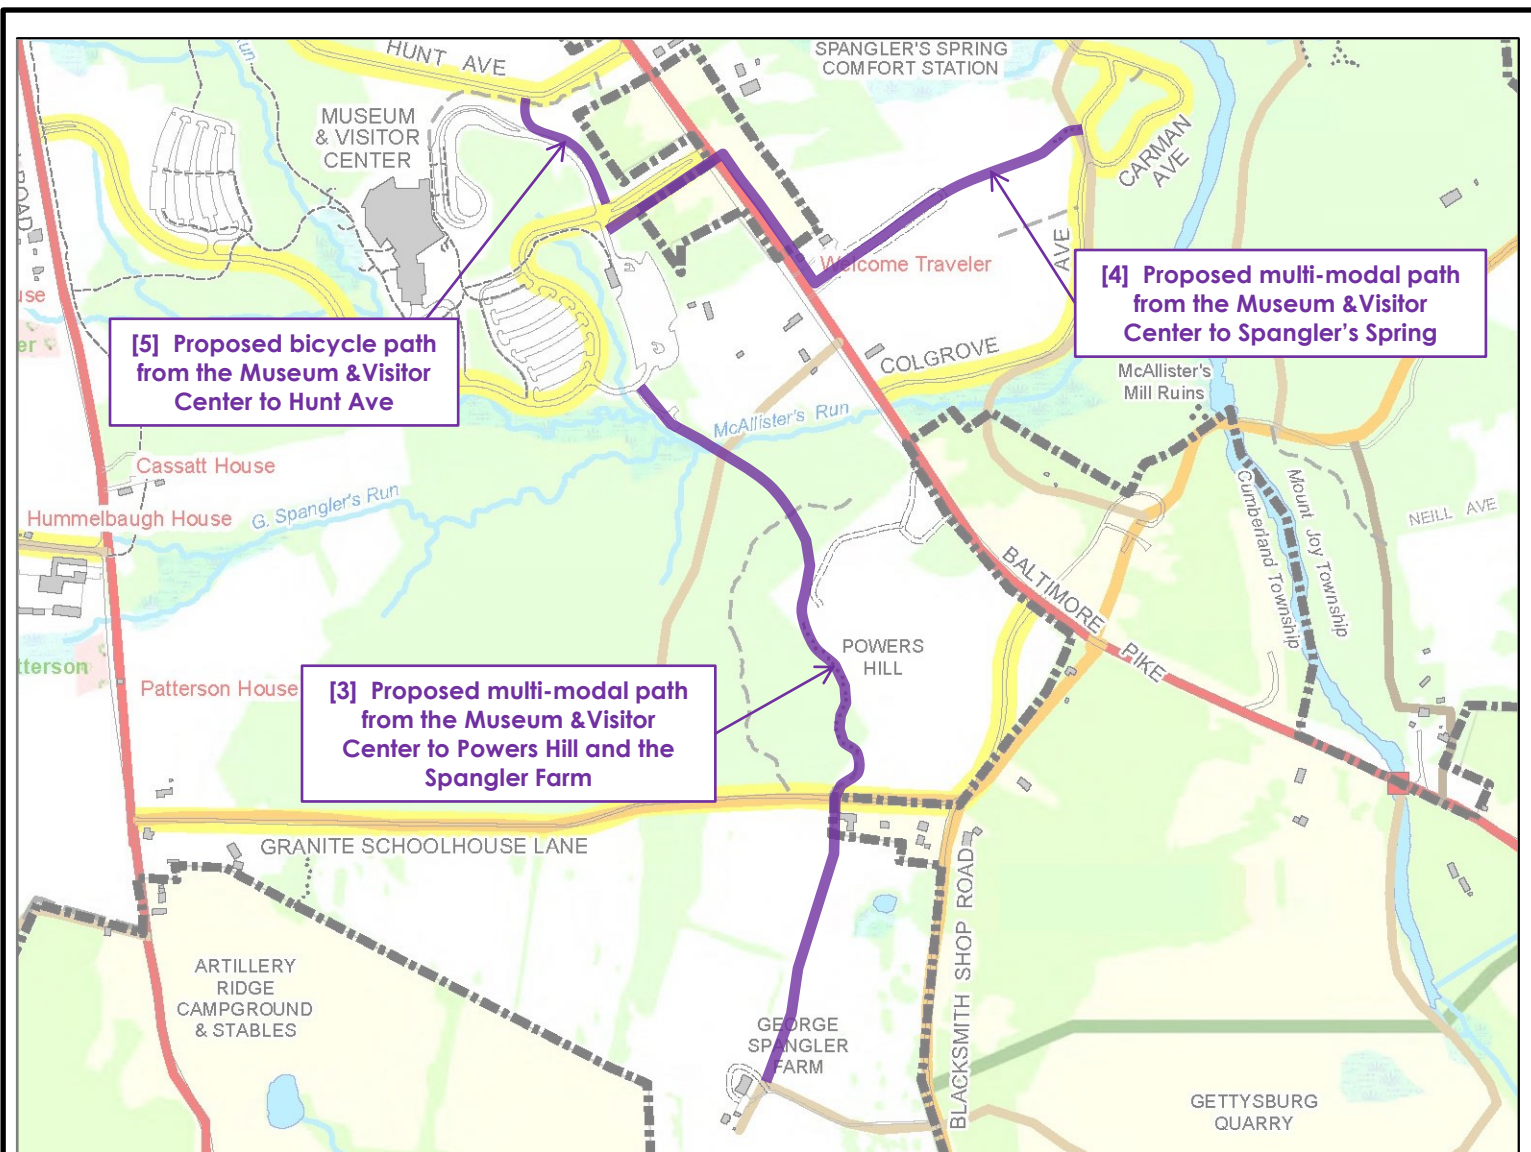 HUNT AVE
SPANGLER'S SPRING
COMFORT STATION
MUSEUM
& VISITOR
CENTER
CARMAN
AVE
AVE
Welcome Traveler
[4] Proposed multi-modal path
from the Museum &Visitor
Center to Spangler's Spring
[5] Proposed bicycle path
from the Museum &Visitor
Center to Hunt Ave
COLGROVE
McAllister's
Mill Ruins
McAllister's Run
Cassatt House
G. Spangler's Run
Hummelbaugh House
NEILL AVE
Mount Joy Township
Cumberland Township
BALTIMORE PIKE
POWERS
HILL
tterson
Patterson House
[3] Proposed multi-modal path
from the Museum &Visitor
Center to Powers Hill and the
Spangler Farm
GRANITE SCHOOLHOUSE LANE
BLACKSMITH SHOP ROAD
ARTILLERY
RIDGE
CAMPGROUND
& STABLES
GEORGE
SPANGLER
FARM
GETTYSBURG
QUARRY